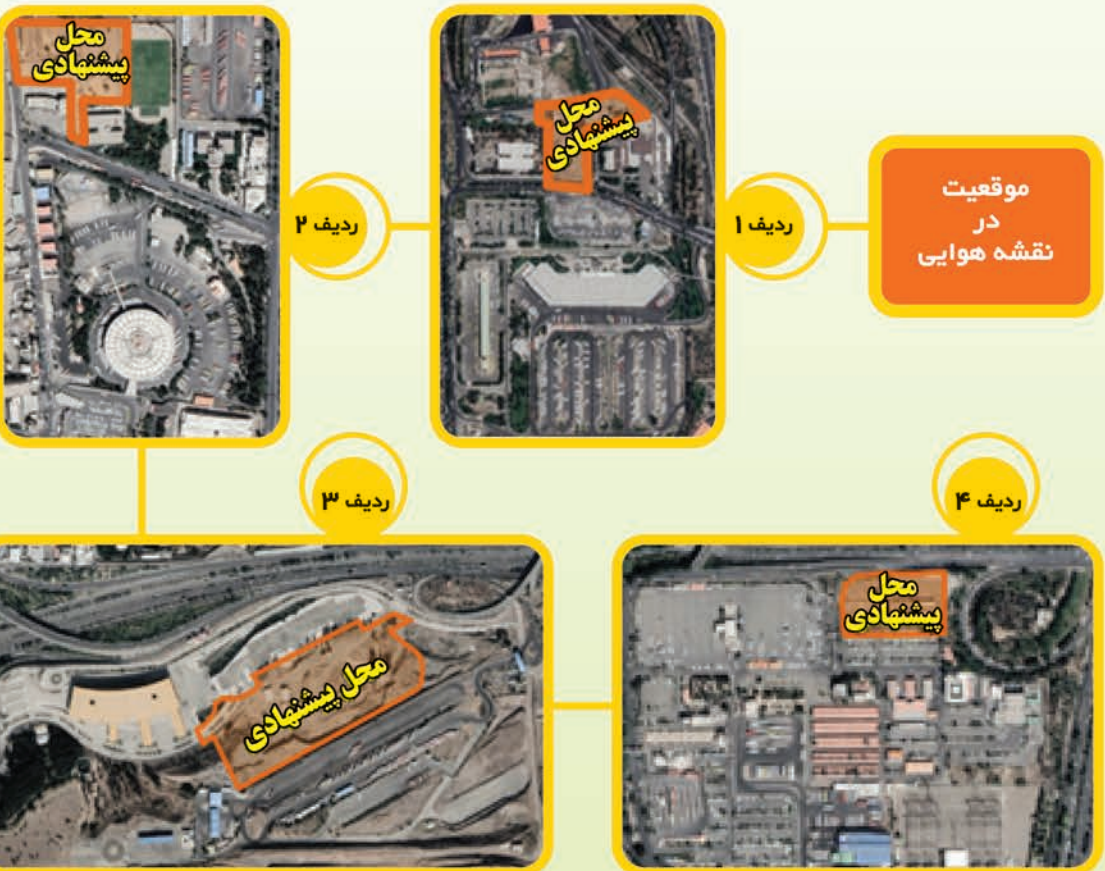 موقعیت
در
نقشه هوایی
ردیف ۱
محل
پیشنهادی
ردیف ۲
محل
پیشنهادی
ردیف ۳
محل پیشنهادی
ردیف ۴
محل
پیشنهادی